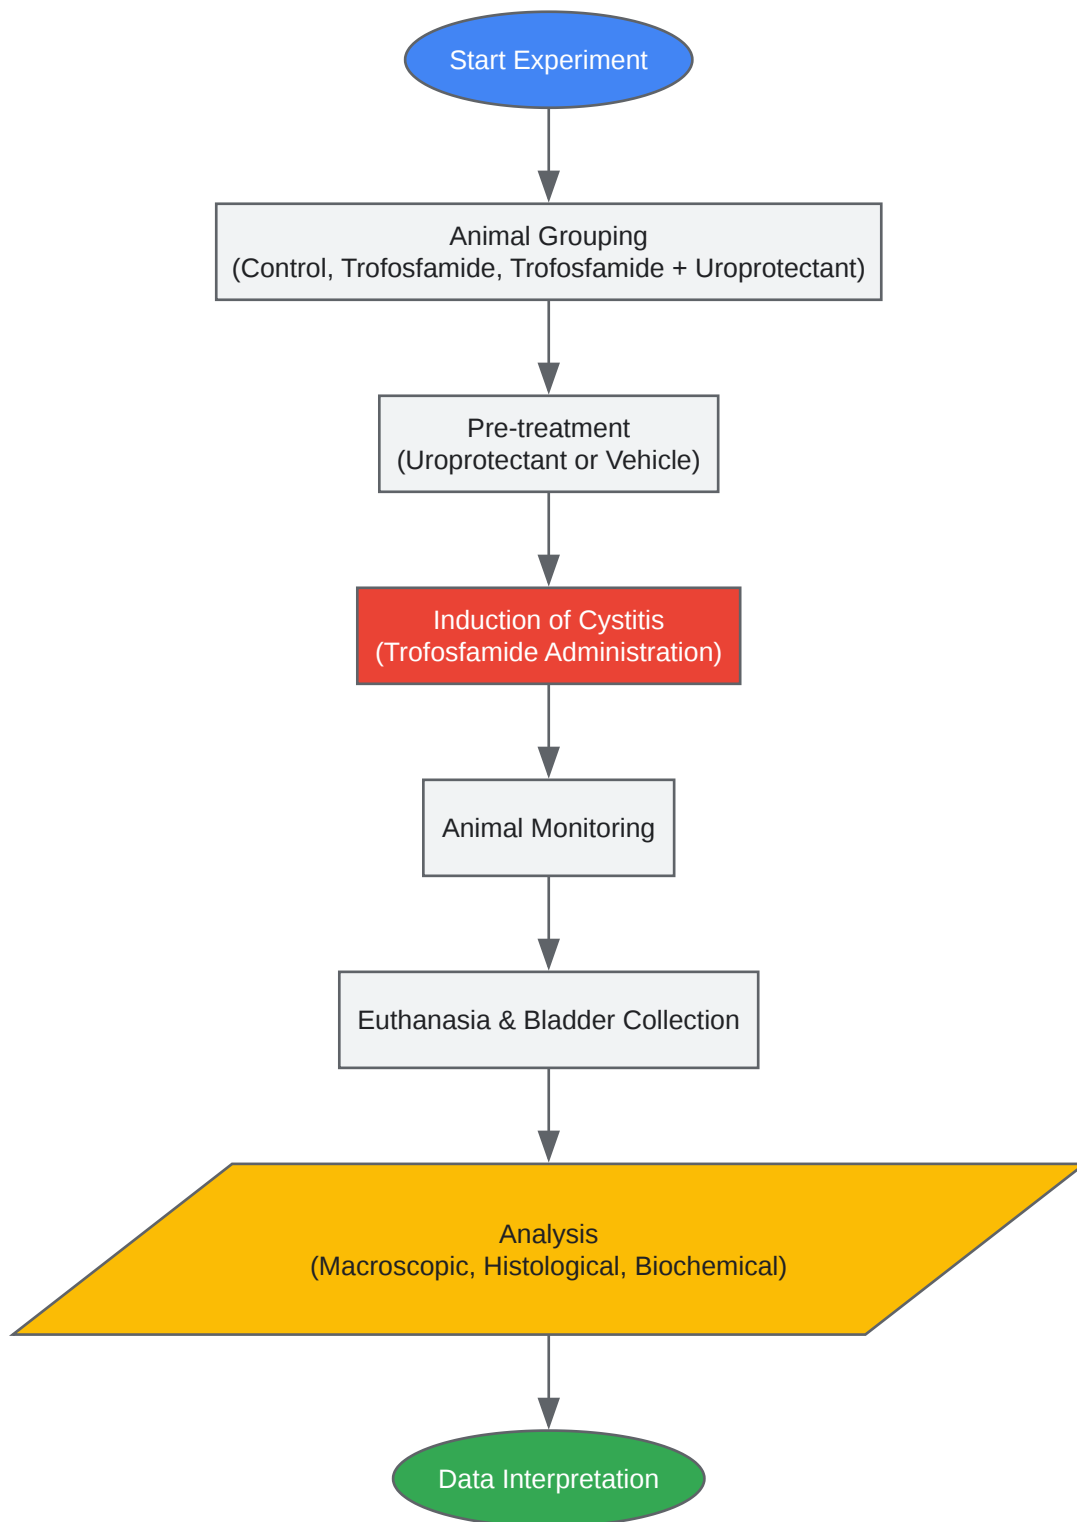 Start Experiment
Animal Grouping
(Control, Trofosfamide, Trofosfamide + Uroprotectant)
Pre-treatment
(Uroprotectant or Vehicle)
Induction of Cystitis
(Trofosfamide Administration)
Animal Monitoring
Euthanasia & Bladder Collection
Analysis
(Macroscopic, Histological, Biochemical)
Data Interpretation